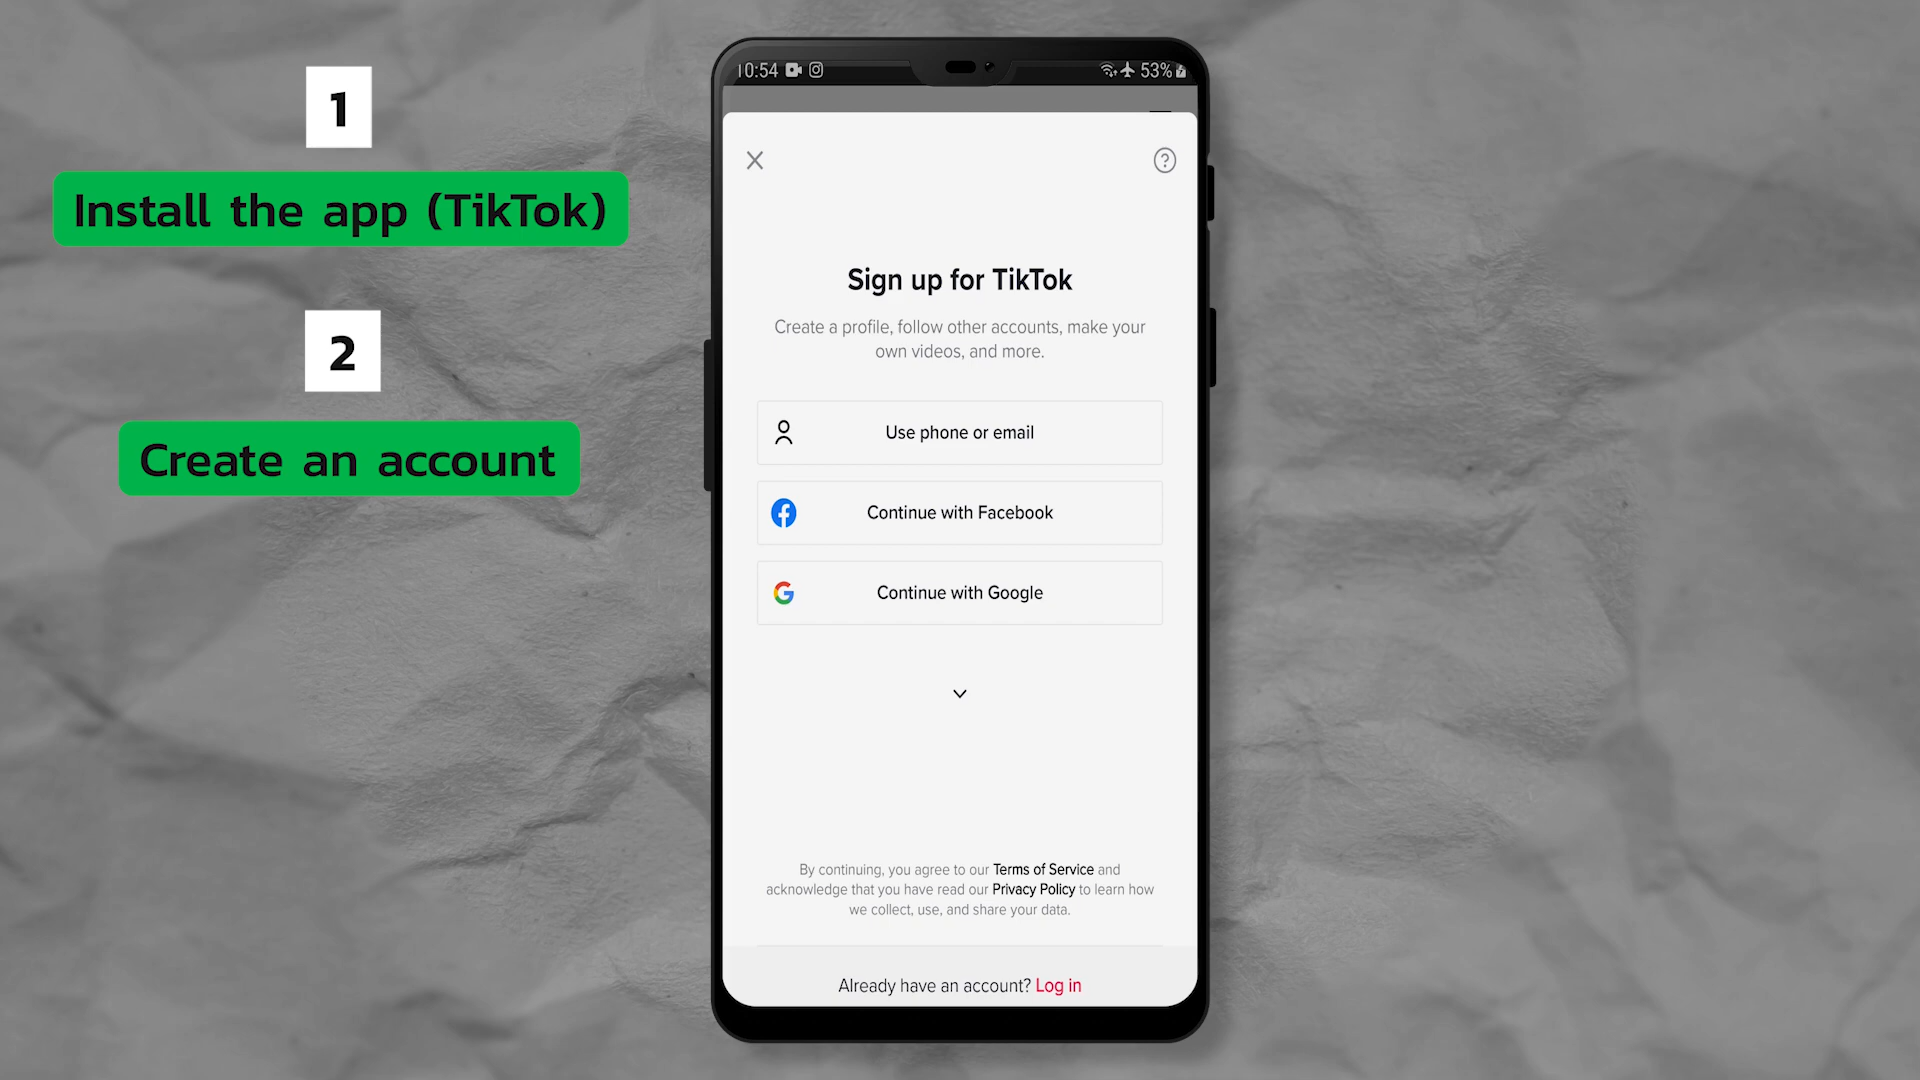 1
Install the app (TikTok)
2
Create an account
10:54
53%
Sign up for TikTok
Create a profile, follow other accounts, make your
own videos, and more.
Use phone or email
Continue with Facebook
Continue with Google
By continuing, you agree to our Terms of Service and
acknowledge that you have read our Privacy Policy to learn how
we collect, use, and share your data.
Already have an account? Log in